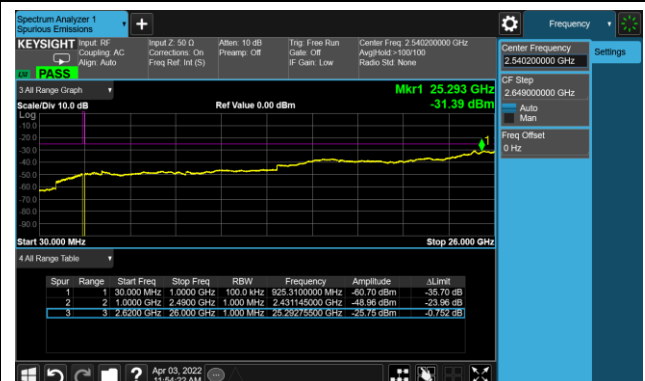 Spectrum Analyzer 1
Spurious Emissions
Frequency
KEYSIGHT
Input: RF
Coupling: AC
Align: Auto
Input Z: 50 Ω
Corrections: On
Freq Ref: Int (S)
Atten: 10 dB
Preamp: Off
Trig: Free Run
Gate: Off
IF Gain: Low
Center Freq: 2.540200000 GHz
Avg|Hold:>100/100
Radio Std: None
PASS
Center Frequency
2.540200000 GHz
Settings
CF Step
2.649000000 GHz
Auto
Man
Freq Offset
0 Hz
3 All Range Graph
Mkr1 25.293 GHz
Scale/Div 10.0 dB
Ref Value 0.00 dBm
-31.39 dBm
Log
1
-10.0
-20.0
-30.0
-40.0
-50.0
-60.0
-70.0
-80.0
-90.0
Start 30.000 MHz
Stop 26.000 GHz
4 All Range Table
Spur Range Start Freq Stop Freq RBW Frequency Amplitude ΔLimit
1 1 30.000 MHz 1.0000 GHz 100.0 kHz 925.3100000 MHz -60.70 dBm -35.70 dB
2 2 1.0000 GHz 2.4900 GHz 1.000 MHz 2.431145000 GHz -48.96 dBm -23.96 dB
3 3 2.6200 GHz 26.000 GHz 1.000 MHz 25.29275500 GHz -25.75 dBm -0.752 dB
?
Apr 03, 2022
11:54:22 AM